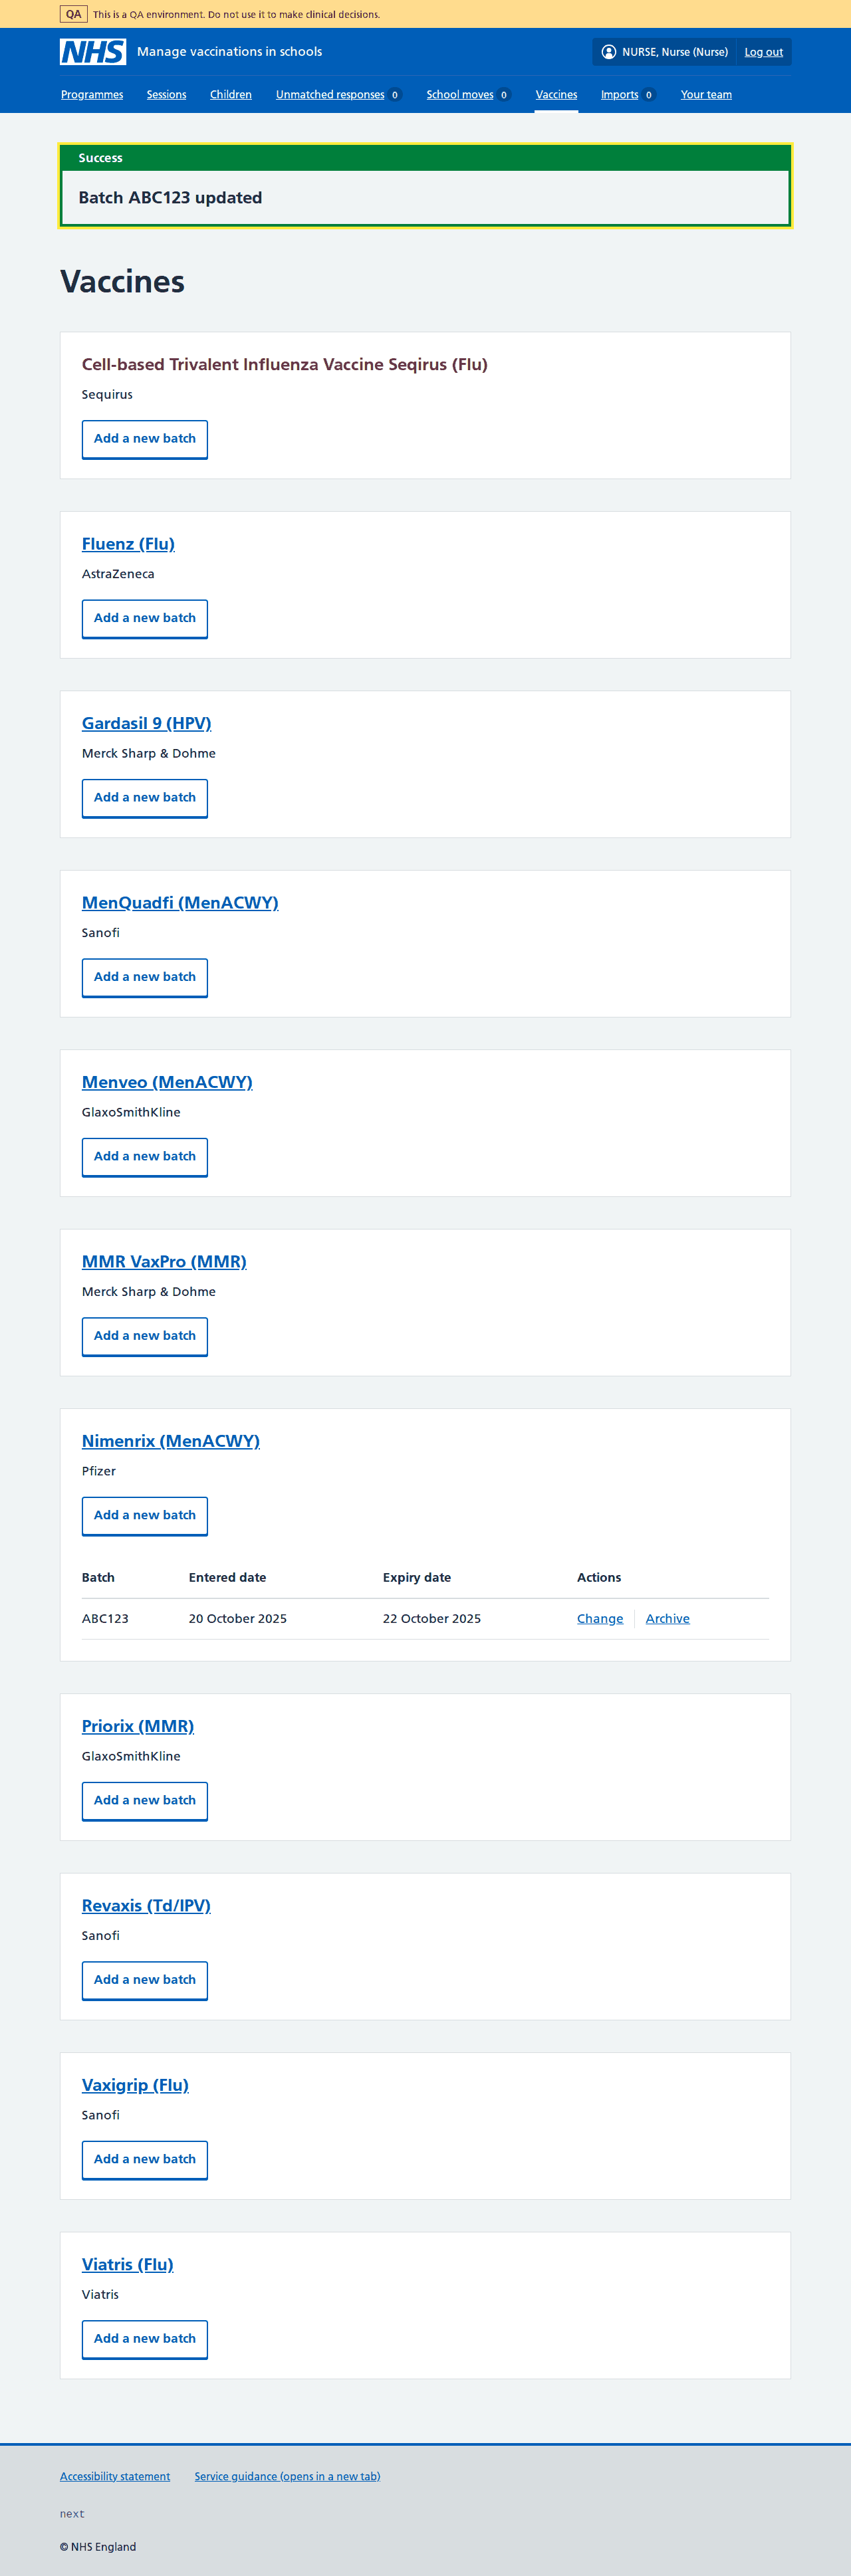 QA This is a QA environment. Do not use it to make clinical decisions.
NHS Manage vaccinations in schools NURSE, Nurse (Nurse) Log out
Programmes Sessions Children Unmatched responses 0 School moves 0 Vaccines Imports 0 Your team
Success
Batch ABC123 updated
Vaccines
Cell-based Trivalent Influenza Vaccine Seqirus (Flu)
Sequirus
Add a new batch
Fluenz (Flu)
AstraZeneca
Add a new batch
Gardasil 9 (HPV)
Merck Sharp & Dohme
Add a new batch
MenQuadfi (MenACWY)
Sanofi
Add a new batch
Menveo (MenACWY)
GlaxoSmithKline
Add a new batch
MMR VaxPro (MMR)
Merck Sharp & Dohme
Add a new batch
Nimenrix (MenACWY)
Pfizer
Add a new batch
Batch Entered date Expiry date Actions
ABC123 20 October 2025 22 October 2025 Change Archive
Priorix (MMR)
GlaxoSmithKline
Add a new batch
Revaxis (Td/IPV)
Sanofi
Add a new batch
Vaxigrip (Flu)
Sanofi
Add a new batch
Viatris (Flu)
Viatris
Add a new batch
Accessibility statement Service guidance (opens in a new tab)
next
© NHS England